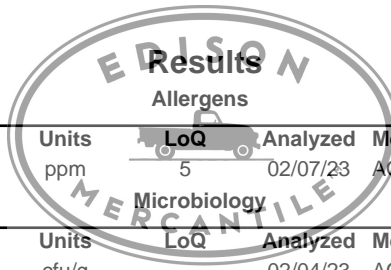 EDISON
Results
Allergens
Units LoQ Analyzed
ppm 5 02/07/23
Microbiology
MERCANTILE
Units LoQ Analyzed
cfu/g 02/04/23